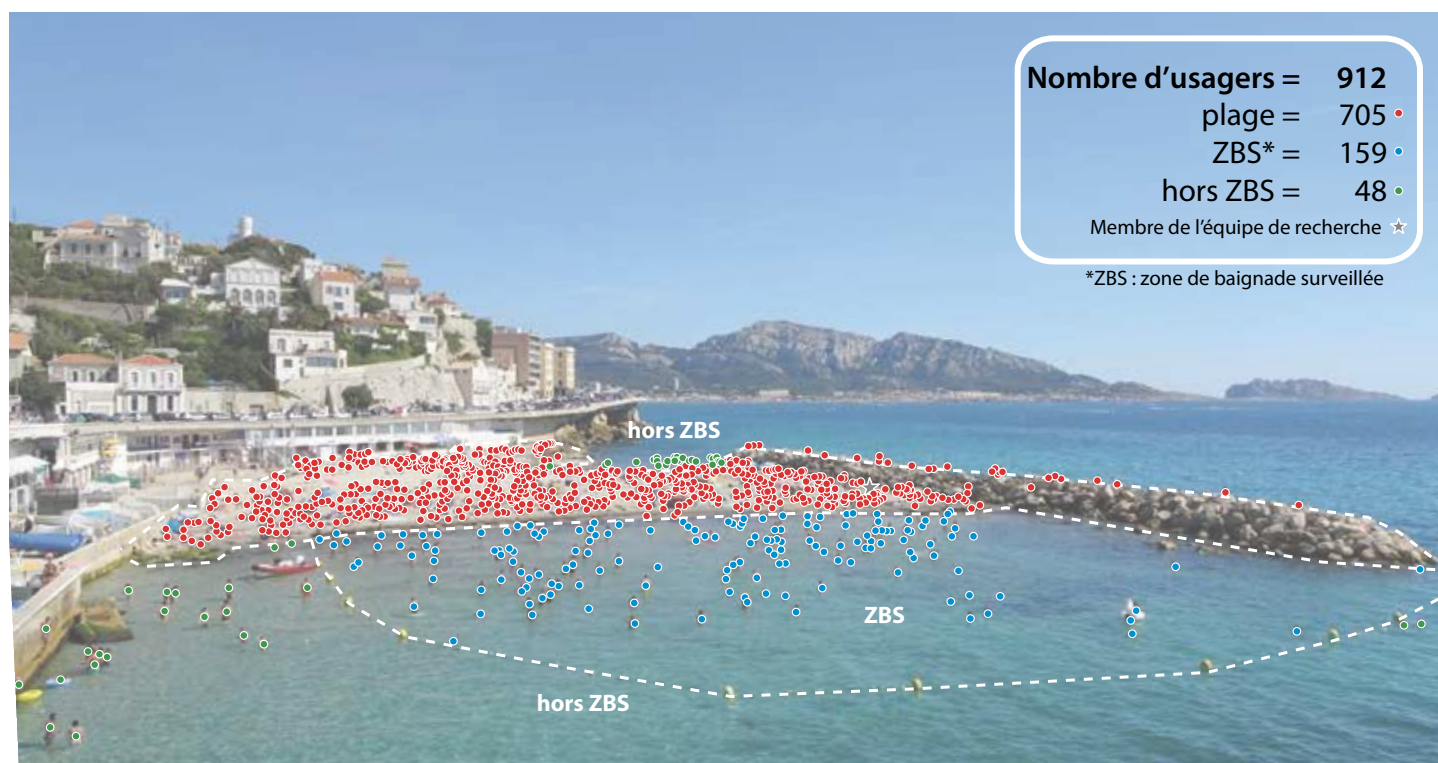 Nombre d'usagers = 912
plage = 705
ZBS* = 159
hors ZBS = 48
Membre de l'équipe de recherche
*ZBS : zone de baignade surveillée
hors ZBS
ZBS
hors ZBS